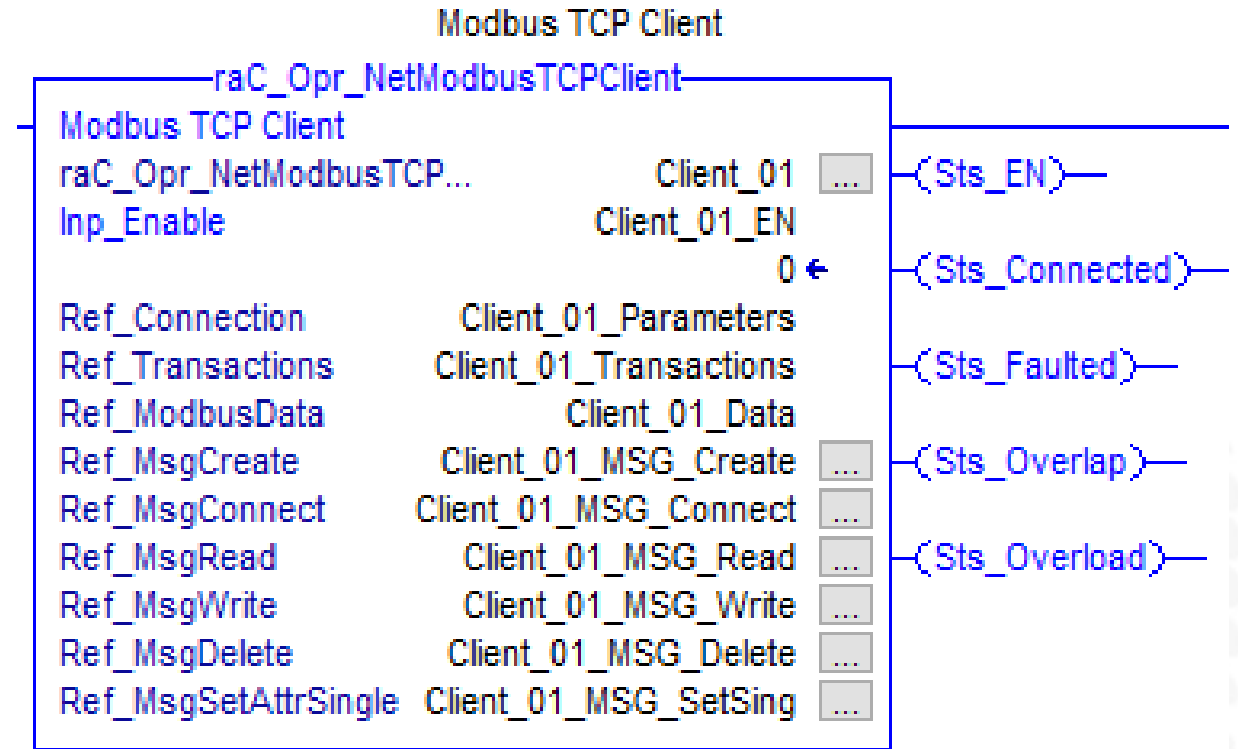 Modbus TCP Client
raC_Opr_NetModbusTCPClient
Modbus TCP Client
raC_Opr_NetModbusTCP... Client_01 ... (Sts_EN)
Inp_Enable Client_01_EN
0 (Sts_Connected)
Ref_Connection Client_01_Parameters
Ref_Transactions Client_01_Transactions (Sts_Faulted)
Ref_ModbusData Client_01_Data
Ref_MsgCreate Client_01_MSG_Create ... (Sts_Overlap)
Ref_MsgConnect Client_01_MSG_Connect ...
Ref_MsgRead Client_01_MSG_Read ... (Sts_Overload)
Ref_MsgWrite Client_01_MSG_Write ...
Ref_MsgDelete Client_01_MSG_Delete ...
Ref_MsgSetAttrSingle Client_01_MSG_SetSing ...